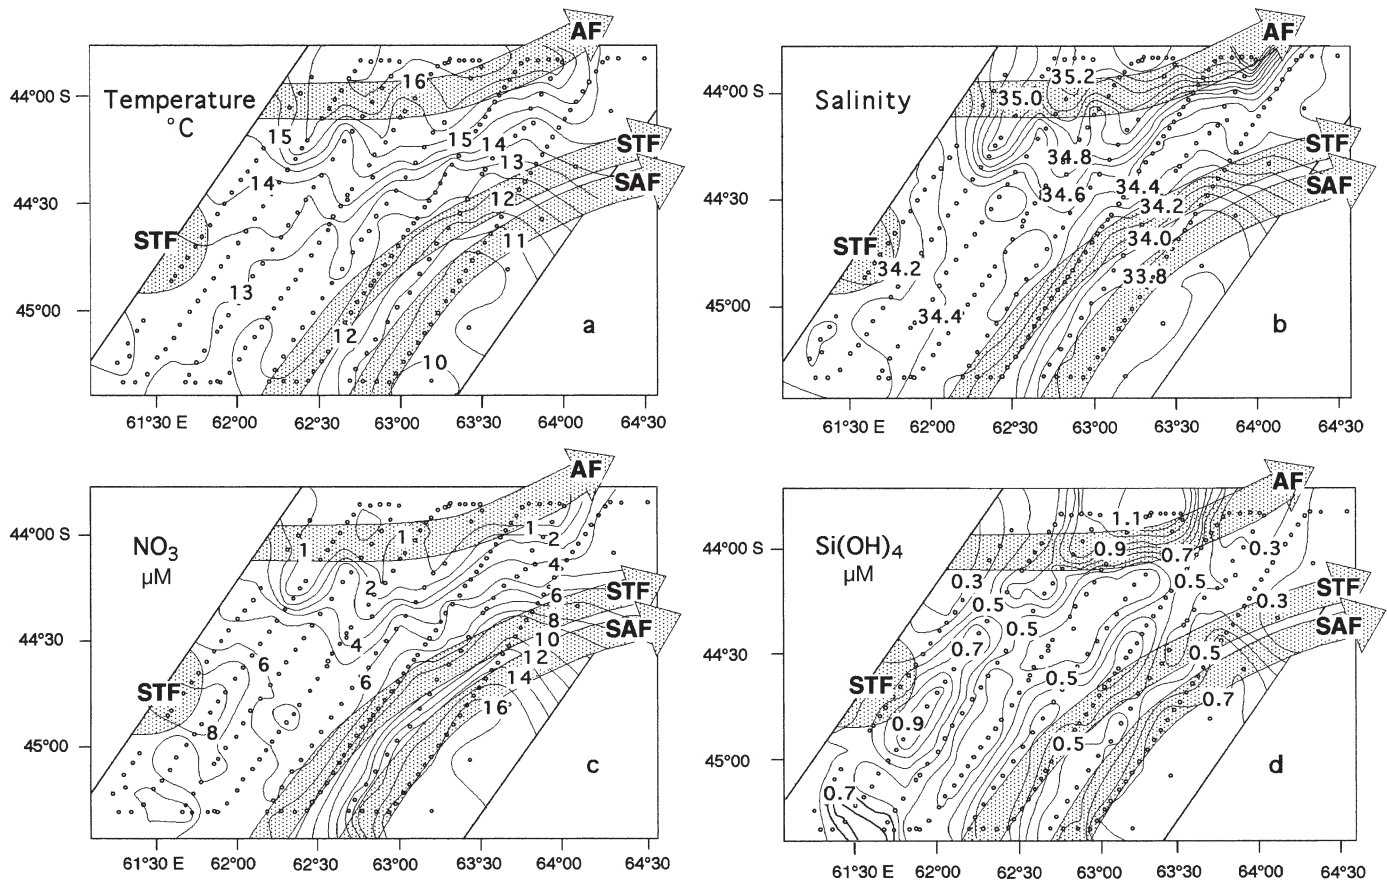 AF
16
44°00 S
Temperature
°C
15
15
14
13
STF
SAF
14
12
44°30
STF
11
13
45°00
12
10
a
61°30 E
62°00
62°30
63°00
63°30
64°00
64°30
AF
35.2
44°00 S
Salinity
35.0
34.8
STF
SAF
34.6
34.4
34.2
44°30
STF
34.0
34.2
33.8
45°00
34.4
b
61°30 E
62°00
62°30
63°00
63°30
64°00
64°30
AF
44°00 S
NO3
µM
1
1
1
2
4
2
6
STF
8
SAF
44°30
4
10
6
12
6
14
STF
16
8
45°00
c
61°30 E
62°00
62°30
63°00
63°30
64°00
64°30
AF
1.1
44°00 S
Si(OH)4
µM
0.9
0.7
0.3
0.3
0.5
0.5
0.3
STF
0.5
SAF
44°30
0.7
0.5
STF
0.5
0.7
0.9
0.5
45°00
0.7
d
61°30 E
62°00
62°30
63°00
63°30
64°00
64°30